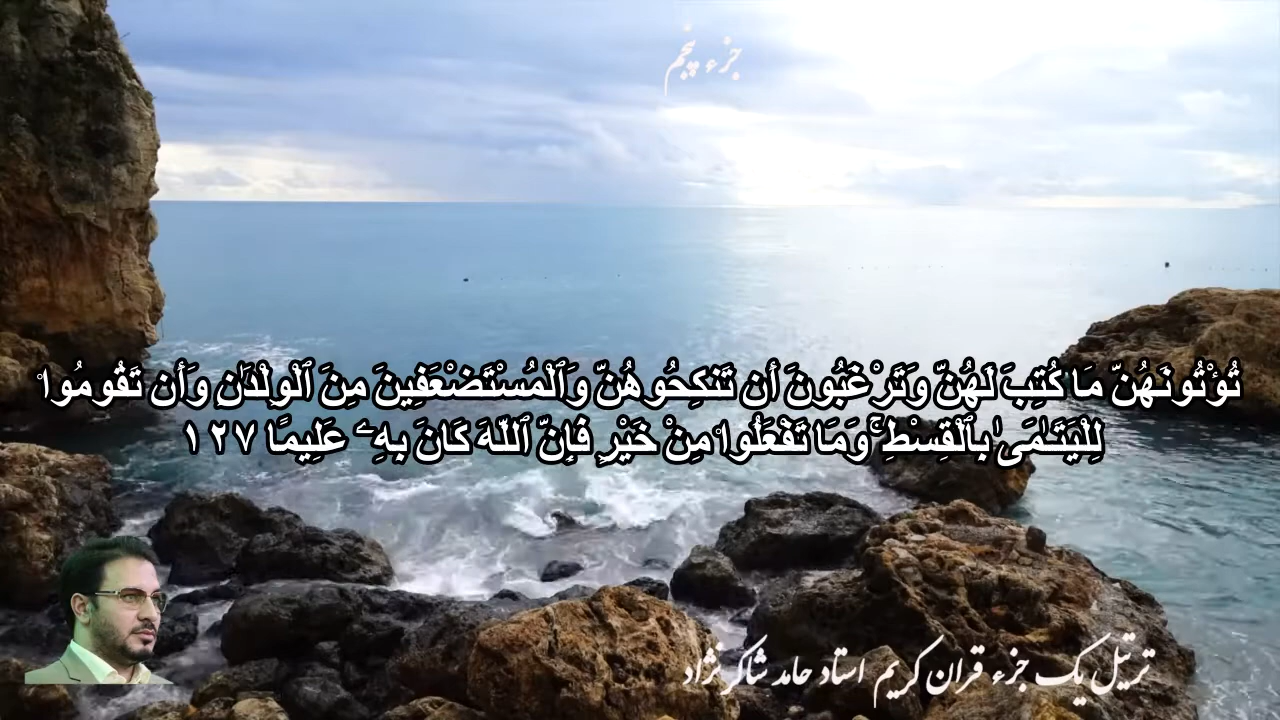 جزء پنجم
تُؤْتُونَهُنَّ مَا كُتِبَ لَهُنَّ وَتَرْغَبُونَ أَن تَنكِحُوهُنَّ وَٱلْمُسْتَضْعَفِينَ مِنَ ٱلْوِلْدَٰنِ وَأَن تَقُومُوا۟
لِلْيَتَـٰمَىٰ بِٱلْقِسْطِ ۚ وَمَا تَفْعَلُوا۟ مِنْ خَيْرٍ فَإِنَّ ٱللَّهَ كَانَ بِهِۦ عَلِيمًا ١٢٧
ترتیل یک جزء قران کریم استاد حامد شاکرنژاد